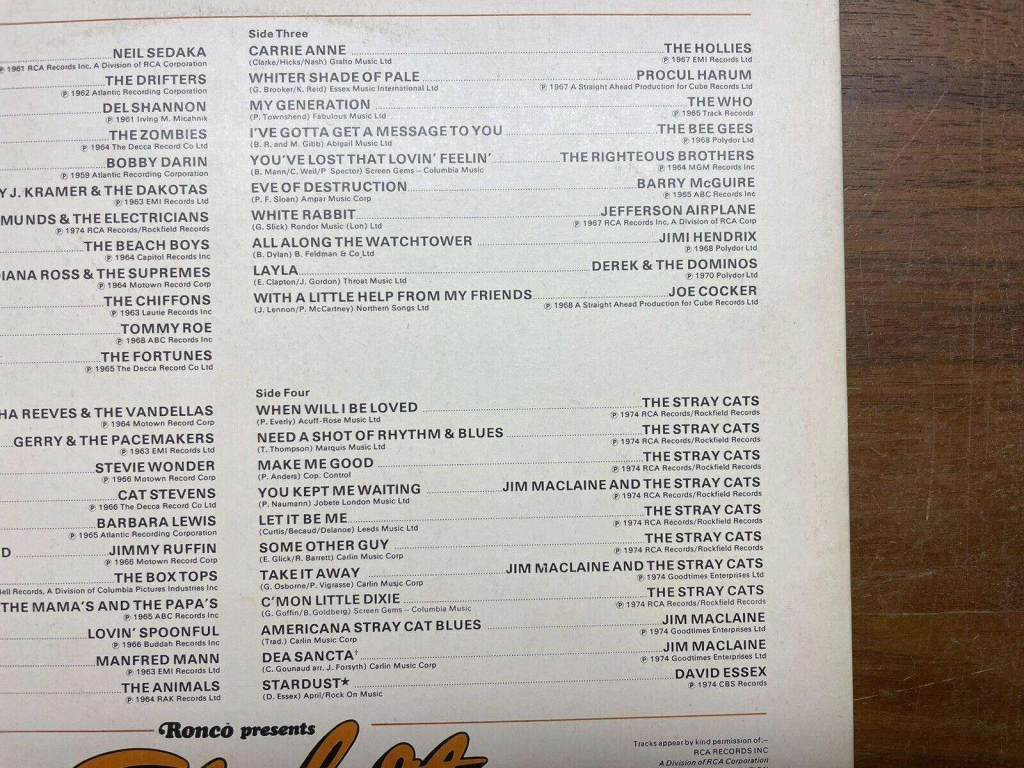 NEIL SEDAKA
℗ 1961 RCA Records Inc, A Division of RCA Corporation
THE DRIFTERS
℗ 1962 Atlantic Recording Corporation
DEL SHANNON
℗ 1961 Irving M. Micahnik
THE ZOMBIES
℗ 1964 The Decca Record Co Ltd
BOBBY DARIN
℗ 1959 Atlantic Recording Corporation
Y J. KRAMER & THE DAKOTAS
℗ 1963 EMI Records Ltd
MUNDS & THE ELECTRICIANS
℗ 1974 RCA Records/Rockfield Records
THE BEACH BOYS
℗ 1964 Capitol Records Inc
IANA ROSS & THE SUPREMES
℗ 1964 Motown Record Corp
THE CHIFFONS
℗ 1963 Laurie Records Inc
TOMMY ROE
℗ 1968 ABC Records Inc
THE FORTUNES
℗ 1965 The Decca Record Co Ltd
HA REEVES & THE VANDELLAS
℗ 1964 Motown Record Corp
GERRY & THE PACEMAKERS
℗ 1963 EMI Records Ltd
STEVIE WONDER
℗ 1966 Motown Record Corp
CAT STEVENS
℗ 1966 The Decca Record Co Ltd
BARBARA LEWIS
℗ 1965 Atlantic Recording Corporation
D JIMMY RUFFIN
℗ 1966 Motown Record Corp
THE BOX TOPS
ell Records, A Division of Columbia Pictures Industries Inc
THE MAMA'S AND THE PAPA'S
℗ 1965 ABC Records Inc
LOVIN' SPOONFUL
℗ 1966 Buddah Records Inc
MANFRED MANN
℗ 1963 EMI Records Ltd
THE ANIMALS
℗ 1964 RAK Records Ltd
Side Three
CARRIE ANNE THE HOLLIES
(Clarke/Hicks/Nash) Gralto Music Ltd ℗ 1967 EMI Records Ltd
WHITER SHADE OF PALE PROCUL HARUM
(G. Brooker/K. Reid) Essex Music International Ltd ℗ 1967 A Straight Ahead Production for Cube Records Ltd
MY GENERATION THE WHO
(P. Townshend) Fabulous Music Ltd ℗ 1965 Track Records
I'VE GOTTA GET A MESSAGE TO YOU THE BEE GEES
(B. R. and M. Gibb) Abigail Music Ltd ℗ 1968 Polydor Ltd
YOU'VE LOST THAT LOVIN' FEELIN' THE RIGHTEOUS BROTHERS
(B. Mann/C. Weil/P Spector) Screen Gems – Columbia Music ℗ 1964 MGM Records Inc
EVE OF DESTRUCTION BARRY McGUIRE
(P. F. Sloan) Ampar Music Corp ℗ 1965 ABC Records Inc
WHITE RABBIT JEFFERSON AIRPLANE
(G. Slick) Rondor Music (Lon) Ltd ℗ 1967 RCA Records Inc, A Division of RCA Corp
ALL ALONG THE WATCHTOWER JIMI HENDRIX
(B. Dylan) B. Feldman & Co Ltd ℗ 1968 Polydor Ltd
LAYLA DEREK & THE DOMINOS
(E. Clapton/J. Gordon) Throat Music Ltd ℗ 1970 Polydor Ltd
WITH A LITTLE HELP FROM MY FRIENDS JOE COCKER
(J. Lennon/P. McCartney) Northern Songs Ltd ℗ 1968 A Straight Ahead Production for Cube Records Ltd
Side Four
WHEN WILL I BE LOVED THE STRAY CATS
(P. Everly) Acuff-Rose Music Ltd ℗ 1974 RCA Records/Rockfield Records
NEED A SHOT OF RHYTHM & BLUES THE STRAY CATS
(T. Thompson) Marquis Music Ltd ℗ 1974 RCA Records/Rockfield Records
MAKE ME GOOD THE STRAY CATS
(P. Anders) Cop. Control ℗ 1974 RCA Records/Rockfield Records
YOU KEPT ME WAITING JIM MACLAINE AND THE STRAY CATS
(P. Naumann) Jobete London Music Ltd ℗ 1974 RCA Records/Rockfield Records
LET IT BE ME THE STRAY CATS
(Curtis/Becaud/Delanoe) Leeds Music Ltd ℗ 1974 RCA Records/Rockfield Records
SOME OTHER GUY THE STRAY CATS
(E. Glick/R. Barrett) Carlin Music Corp ℗ 1974 RCA Records/Rockfield Records
TAKE IT AWAY JIM MACLAINE AND THE STRAY CATS
(G. Osborne/P. Vigrasse) Carlin Music Corp ℗ 1974 Goodtimes Enterprises Ltd
C'MON LITTLE DIXIE THE STRAY CATS
(G. Goffin/B. Goldberg) Screen Gems – Columbia Music ℗ 1974 RCA Records/Rockfield Records
AMERICANA STRAY CAT BLUES JIM MACLAINE
(Trad.) Carlin Music Corp ℗ 1974 Goodtimes Enterprises Ltd
DEA SANCTA† JIM MACLAINE
(C. Gounaud arr. J. Forsyth) Carlin Music Corp ℗ 1974 Goodtimes Enterprises Ltd
STARDUST★ DAVID ESSEX
(D. Essex) April/Rock On Music ℗ 1974 CBS Records
Ronco presents
Tracks appear by kind permission of:–
RCA RECORDS INC
A Division of RCA Corporation